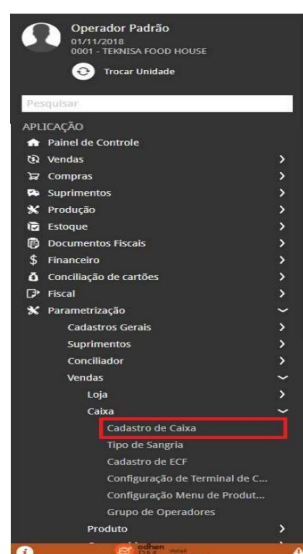 Operador Padrão
01/11/2018
0001 - TEKNISA FOOD HOUSE
Trocar Unidade
Pesquisar
APLICAÇÃO
Painel de Controle
Vendas
Compras
Suprimentos
Produção
Estoque
Documentos Fiscais
Financeiro
Conciliação de cartões
Fiscal
Parametrização
Cadastros Gerais
Suprimentos
Conciliador
Vendas
Loja
Caixa
Cadastro de Caixa
Tipo de Sangria
Cadastro de ECF
Configuração de Terminal de C...
Configuração Menu de Produt...
Grupo de Operadores
Produto
odhen